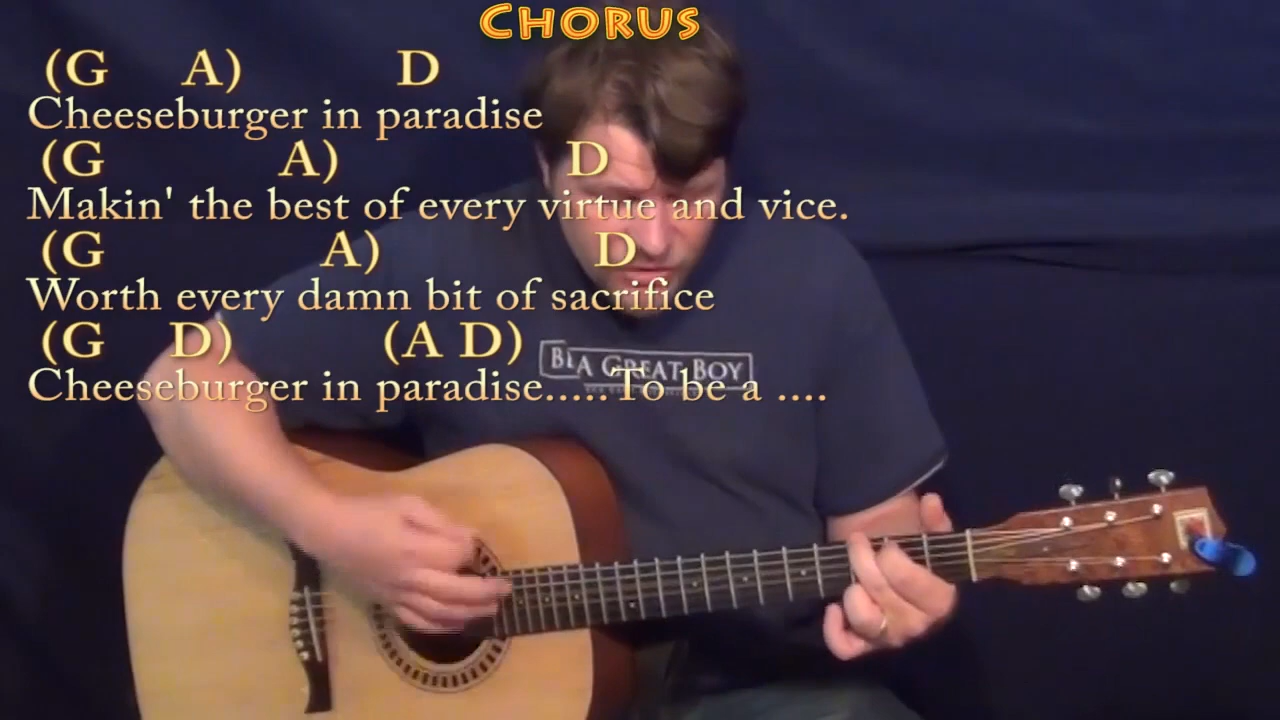 CHORUS
(G A) D
Cheeseburger in paradise
(G A) D
Makin' the best of every virtue and vice.
(G A) D
Worth every damn bit of sacrifice
(G D) (A D)
Cheeseburger in paradise.....To be a ....
A GREAT BOY